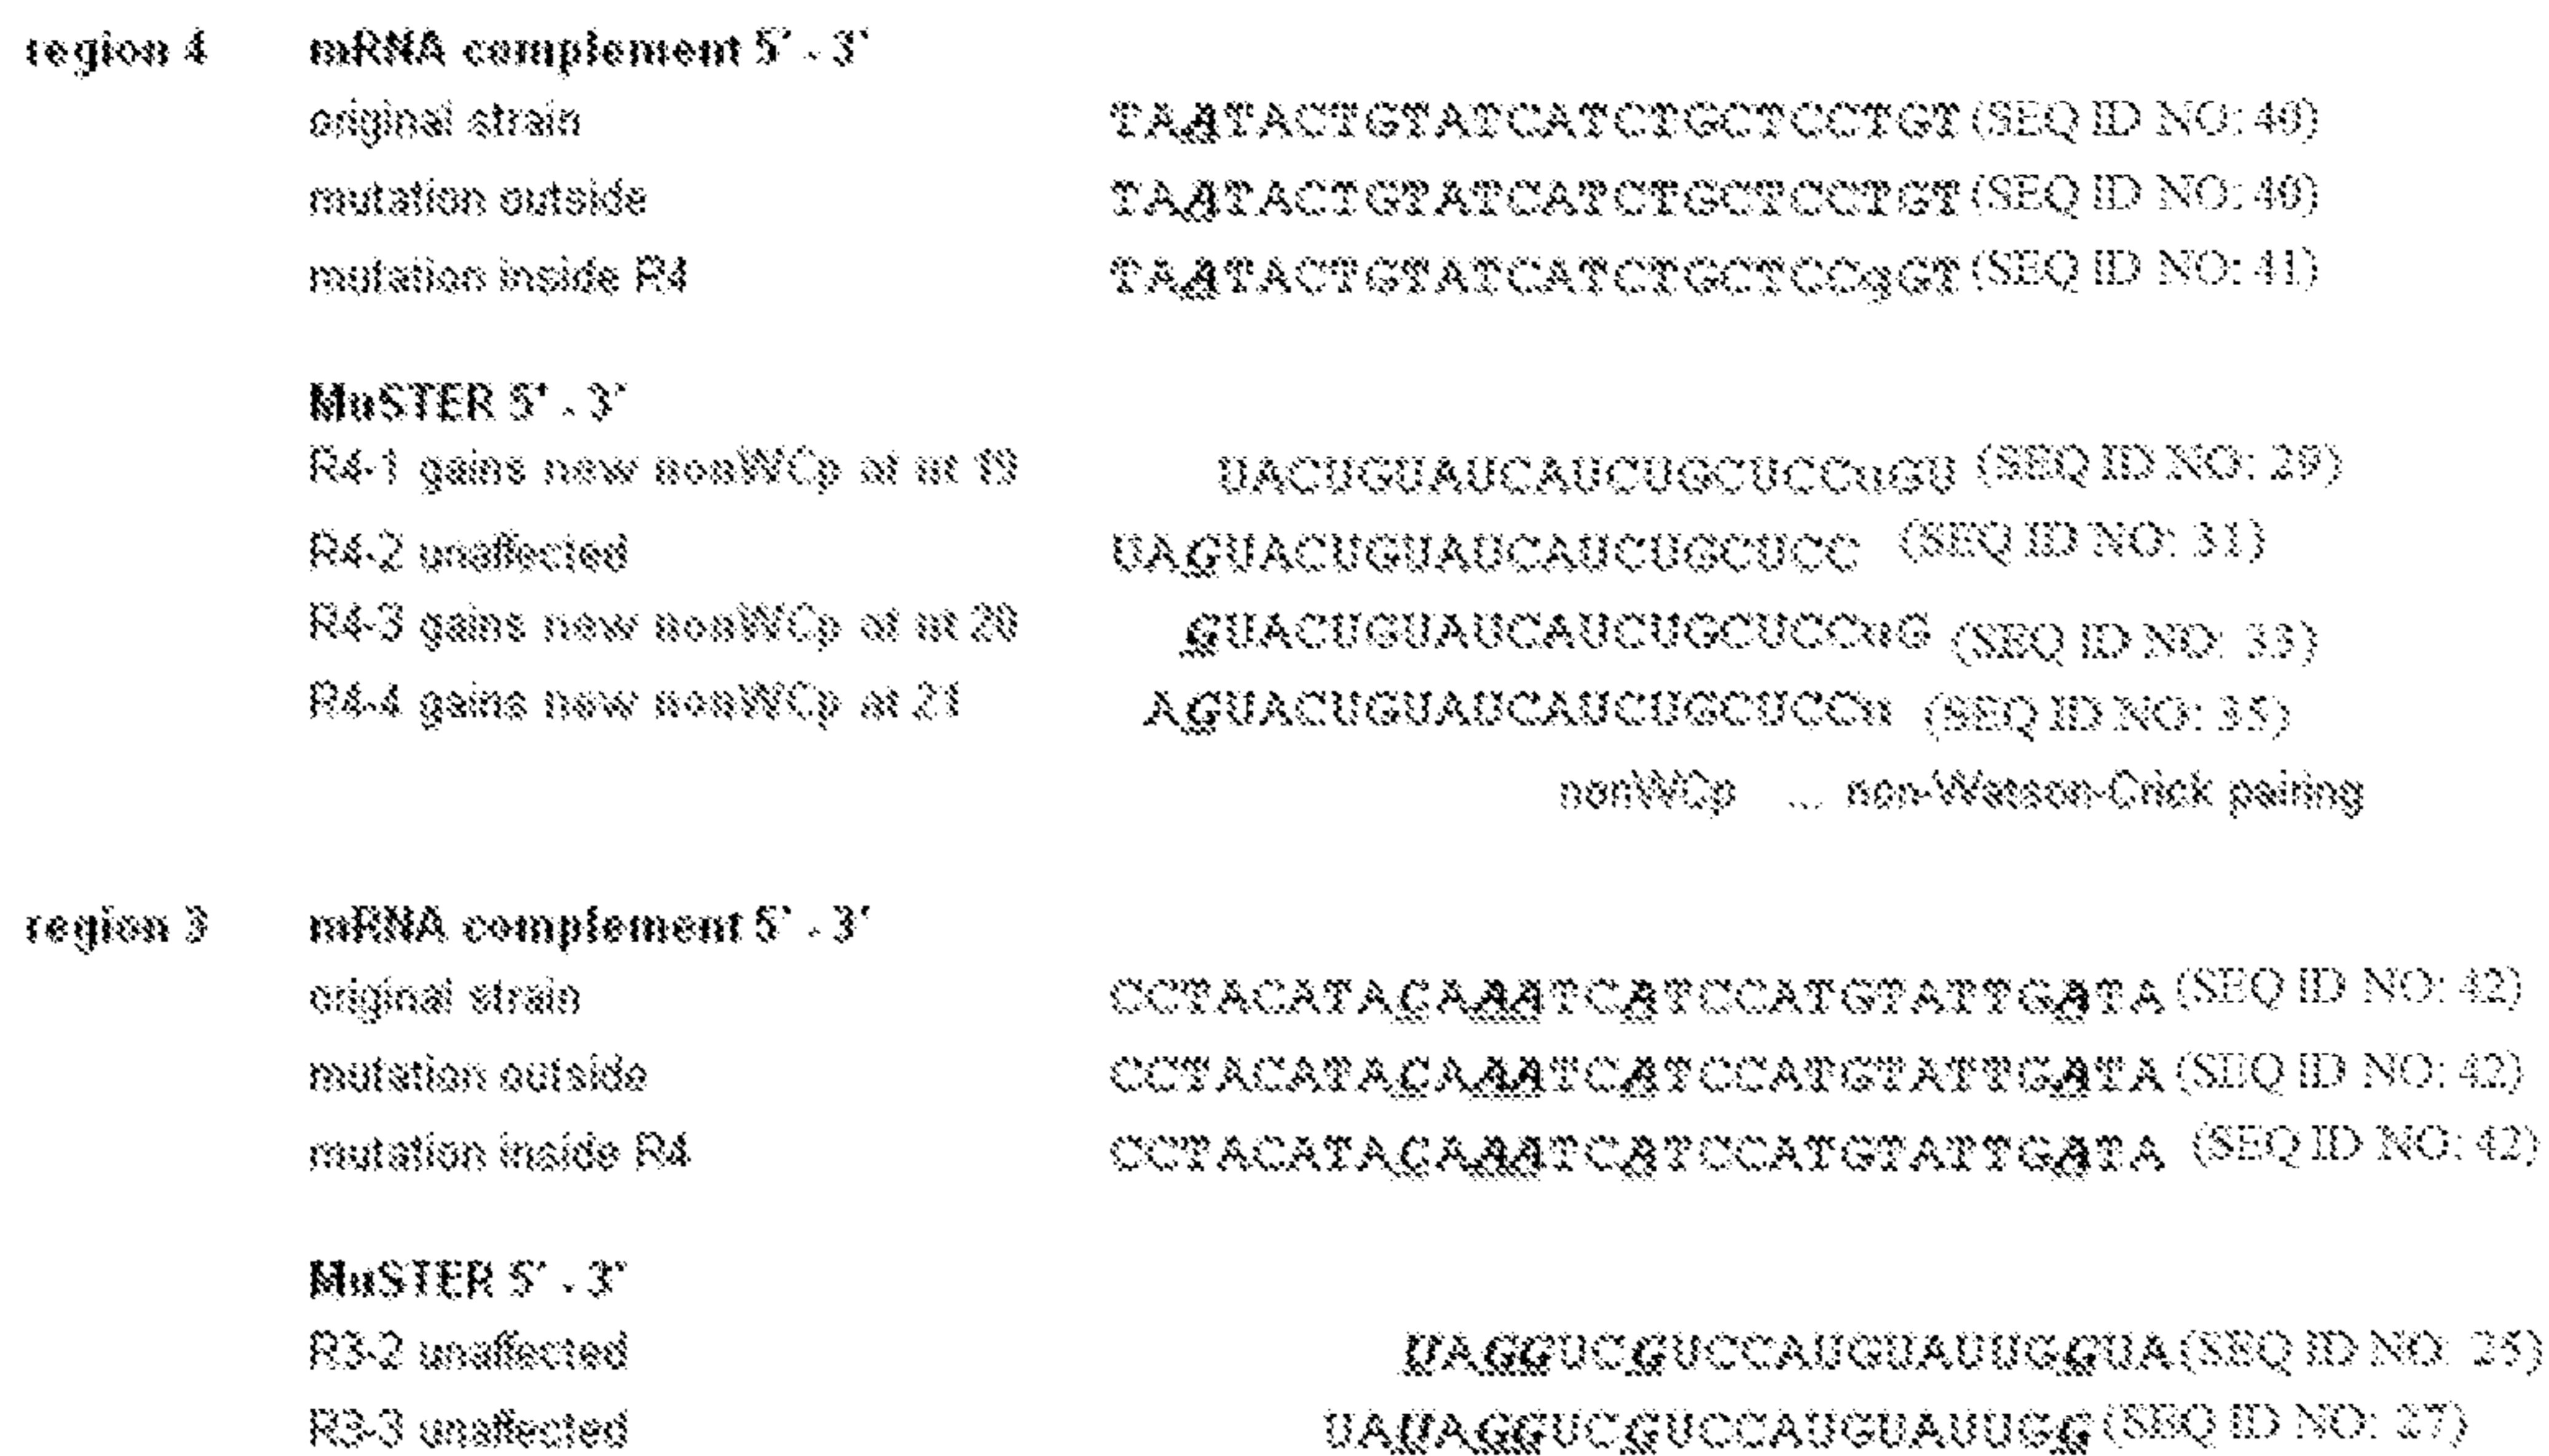 region 4 mRNA complement 5' - 3'
original strain TAATACTGTATCATCTGCTCCTGT (SEQ ID NO: 40)
mutation outside TAATACTGTATCATCTGCTCCTGT (SEQ ID NO: 40)
mutation inside R4 TAATACTGTATCATCTGCTCCgGT (SEQ ID NO: 41)
MuSTER 5' - 3'
R4-1 gains new nonWCp at nt 19 UACUGUAUCAUCUGCUCCuGU (SEQ ID NO: 29)
R4-2 unaffected UAGUACUGUAUCAUCUGCUCC (SEQ ID NO: 31)
R4-3 gains new nonWCp at nt 20 GUACUGUAUCAUCUGCUCCuG (SEQ ID NO: 33)
R4-4 gains new nonWCp at 21 AGUACUGUAUCAUCUGCUCCu (SEQ ID NO: 35)
nonWCp ... non-Watson-Crick pairing
region 3 mRNA complement 5' - 3'
original strain CCTACATACAAATCATCCATGTATTGATA (SEQ ID NO: 42)
mutation outside CCTACATACAAATCATCCATGTATTGATA (SEQ ID NO: 42)
mutation inside R4 CCTACATACAAATCATCCATGTATTGATA (SEQ ID NO: 42)
MuSTER 5' - 3'
R3-2 unaffected UAGGUCGUCCAUGUAUUGGUA (SEQ ID NO: 25)
R3-3 unaffected UAUAGGUCGUCCAUGUAUUGG (SEQ ID NO: 27)